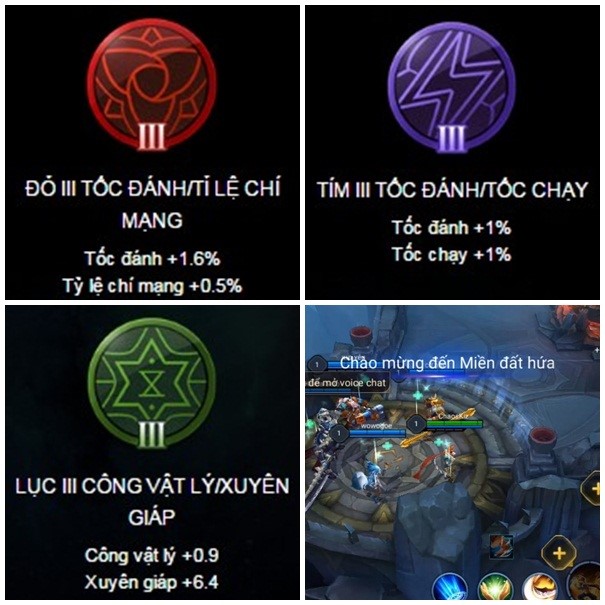 III
ĐỎ III TỐC ĐÁNH/TỈ LỆ CHÍ
MẠNG
Tốc đánh +1.6%
Tỷ lệ chí mạng +0.5%
III
TÍM III TỐC ĐÁNH/TỐC CHẠY
Tốc đánh +1%
Tốc chạy +1%
III
LỤC III CÔNG VẬT LÝ/XUYÊN
GIÁP
Công vật lý +0.9
Xuyên giáp +6.4
Chào mừng đến Miền đất hứa
1
để mở voice chat
1
wowogoe
1